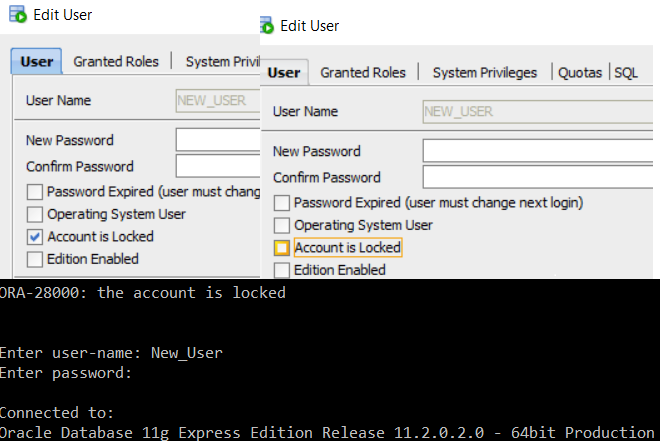 Edit User
User Granted Roles System Privil
User Name NEW_USER
New Password
Confirm Password
Password Expired (user must chang
Operating System User
Account is Locked
Edition Enabled
Edit User
User Granted Roles System Privileges Quotas SQL
User Name NEW_USER
New Password
Confirm Password
Password Expired (user must change next login)
Operating System User
Account is Locked
Edition Enabled
ORA-28000: the account is locked
Enter user-name: New_User
Enter password:
Connected to:
Oracle Database 11g Express Edition Release 11.2.0.2.0 - 64bit Production